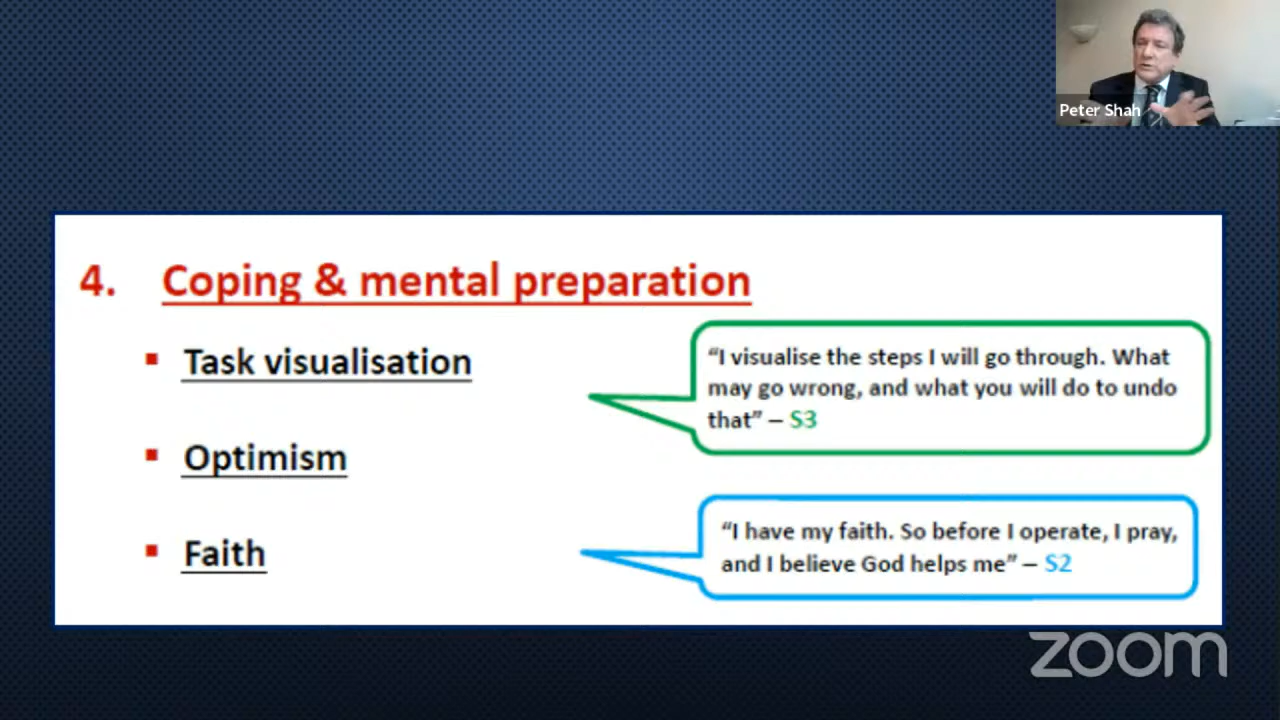 Peter Shah
4. Coping & mental preparation
▪ Task visualisation
“I visualise the steps I will go through. What
may go wrong, and what you will do to undo
that” – S3
▪ Optimism
▪ Faith
“I have my faith. So before I operate, I pray,
and I believe God helps me” – S2
zoom